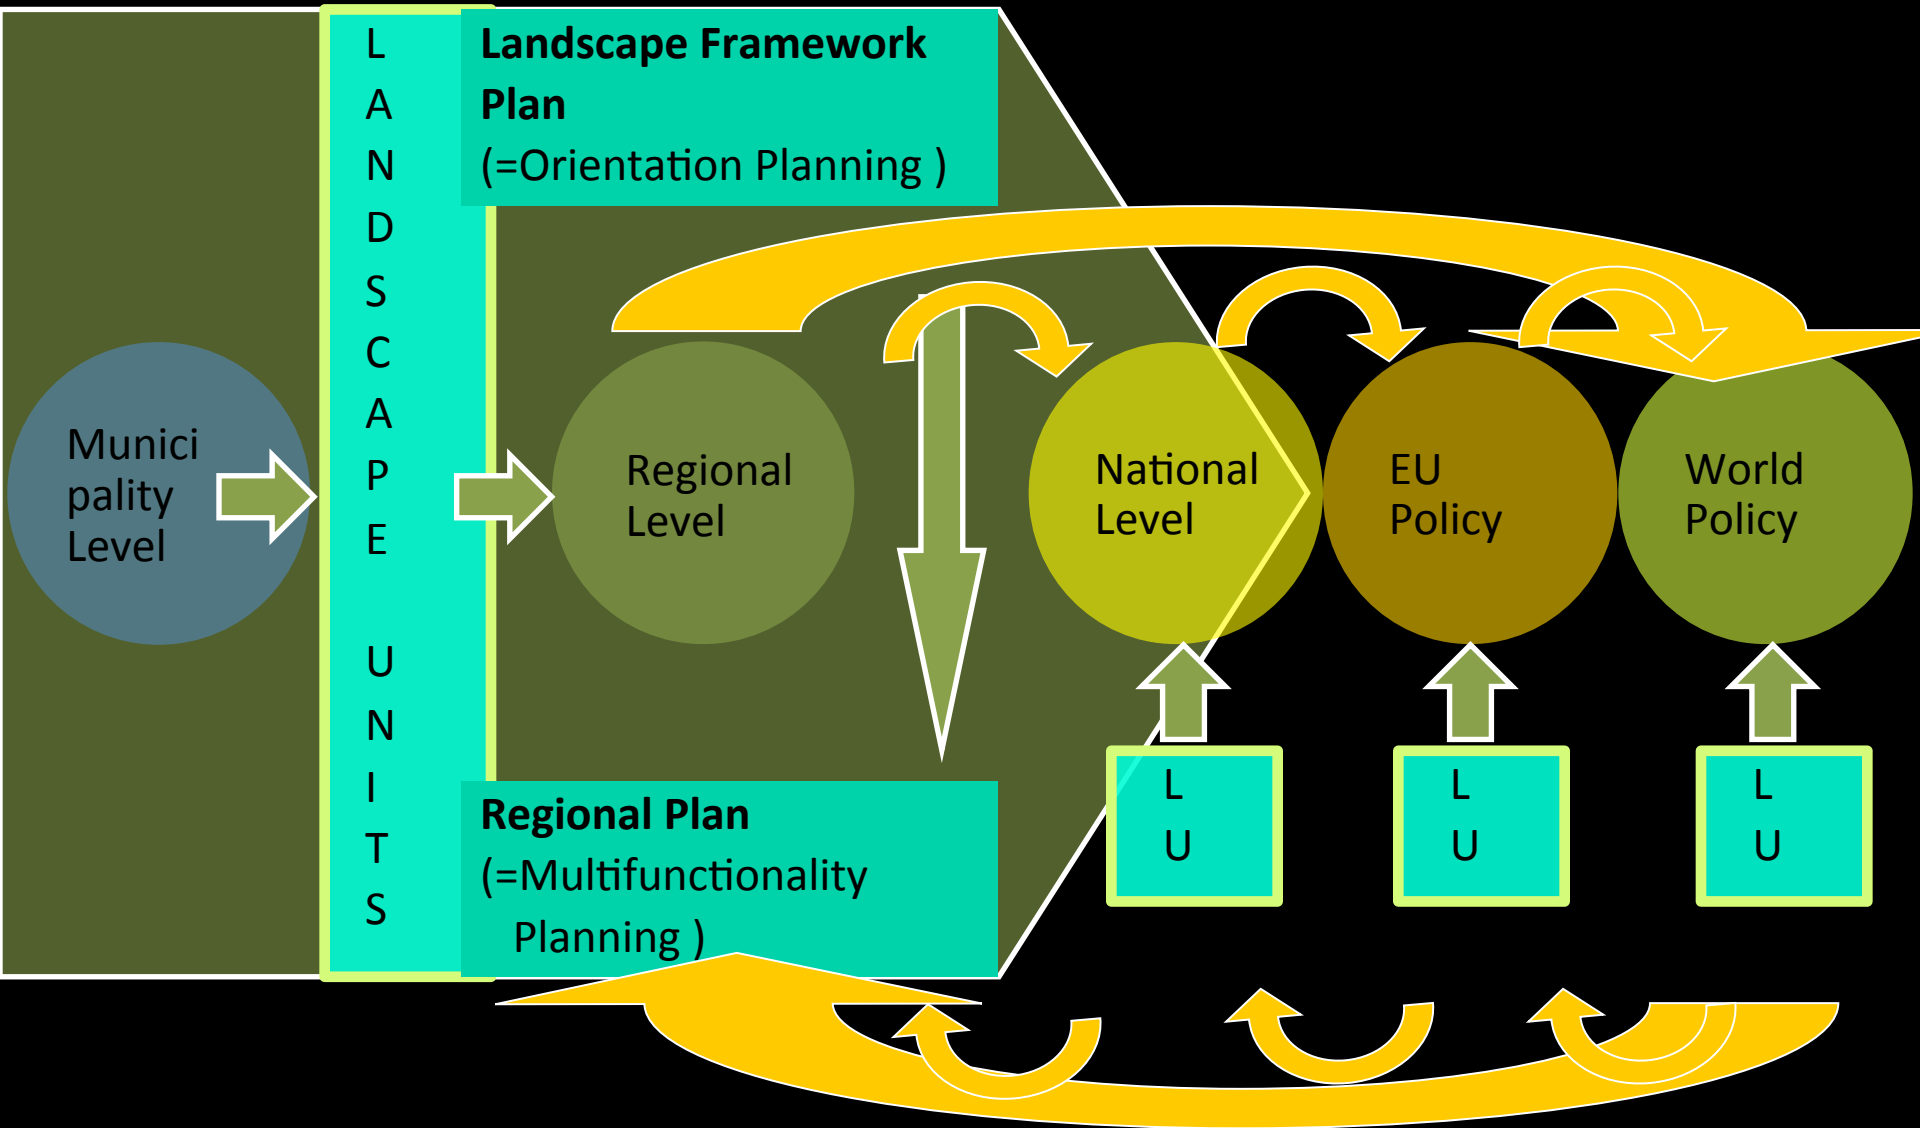 L
A
N
D
S
C
A
P
E
U
N
I
T
S
Landscape Framework
Plan
(=Orientation Planning )
Munici
pality
Level
Regional
Level
National
Level
EU
Policy
World
Policy
Regional Plan
(=Multifunctionality
Planning )
L
U
L
U
L
U